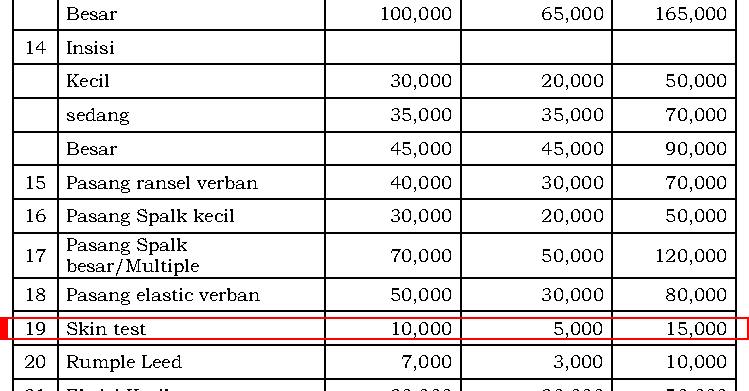 Besar 100,000 65,000 165,000
14 Insisi
Kecil 30,000 20,000 50,000
sedang 35,000 35,000 70,000
Besar 45,000 45,000 90,000
15 Pasang ransel verban 40,000 30,000 70,000
16 Pasang Spalk kecil 30,000 20,000 50,000
17 Pasang Spalk
besar/Multiple 70,000 50,000 120,000
18 Pasang elastic verban 50,000 30,000 80,000
19 Skin test 10,000 5,000 15,000
20 Rumple Leed 7,000 3,000 10,000